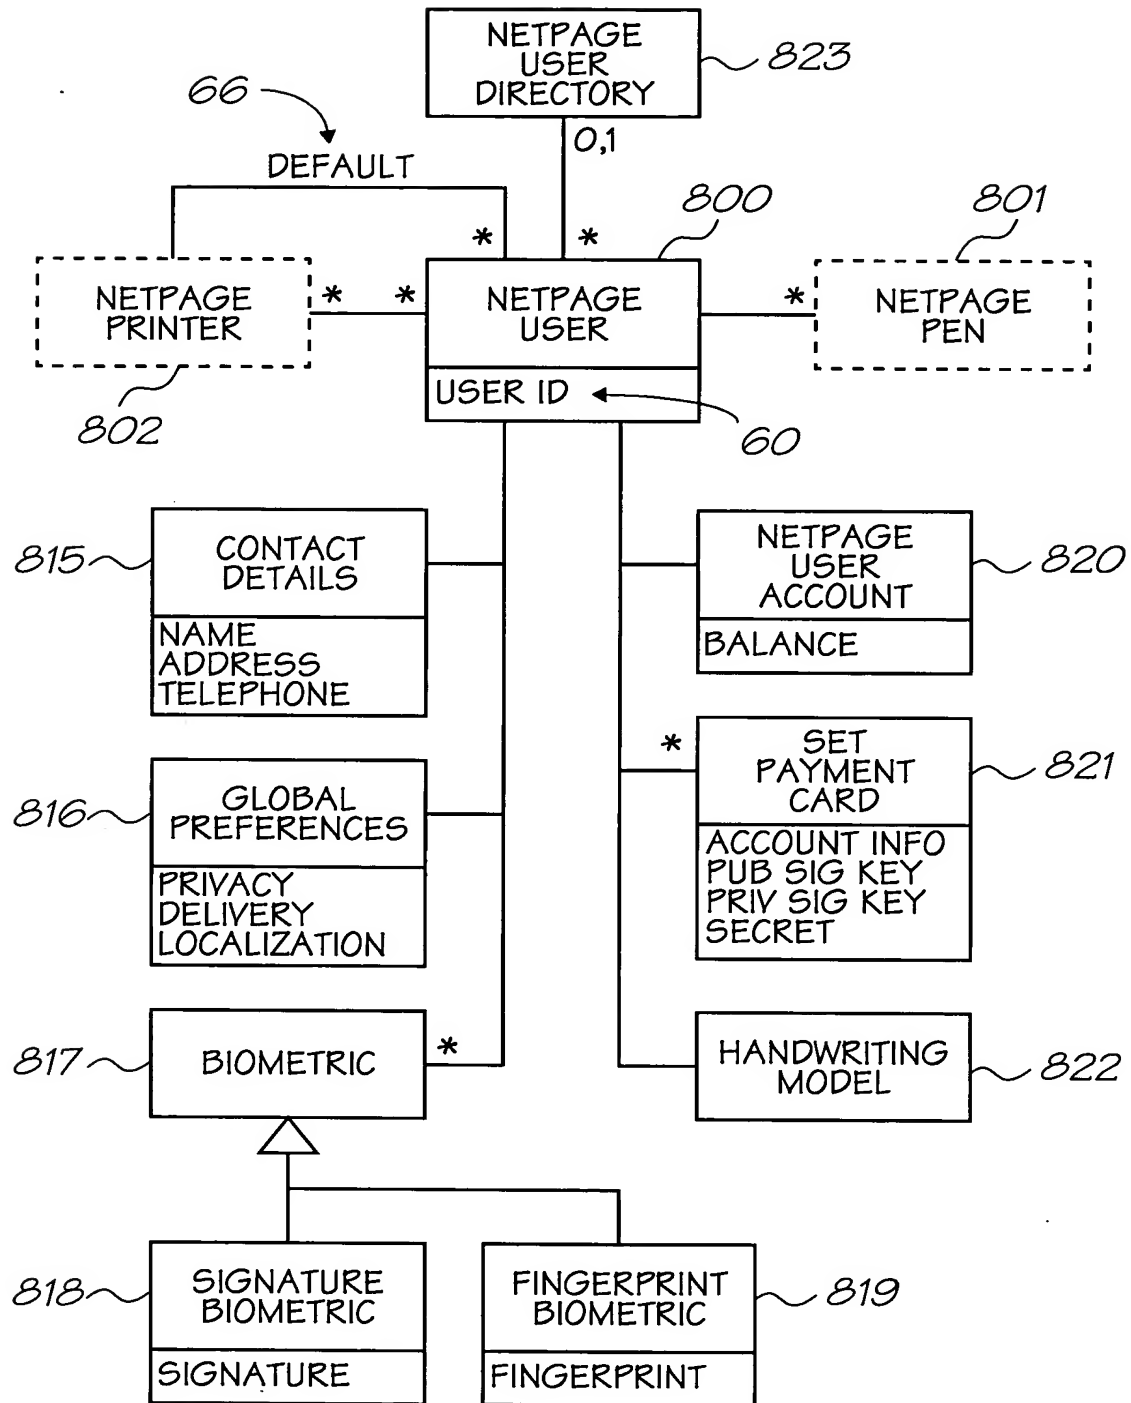 NETPAGE
USER
DIRECTORY
823
66
0,1
DEFAULT
800
801
*
*
NETPAGE
PRINTER
*
*
NETPAGE
USER
*
NETPAGE
PEN
USER ID
802
60
815
CONTACT
DETAILS
NAME
ADDRESS
TELEPHONE
NETPAGE
USER
ACCOUNT
820
BALANCE
816
GLOBAL
PREFERENCES
PRIVACY
DELIVERY
LOCALIZATION
*
SET
PAYMENT
CARD
821
ACCOUNT INFO
PUB SIG KEY
PRIV SIG KEY
SECRET
817
BIOMETRIC
*
HANDWRITING
MODEL
822
818
SIGNATURE
BIOMETRIC
SIGNATURE
FINGERPRINT
BIOMETRIC
819
FINGERPRINT